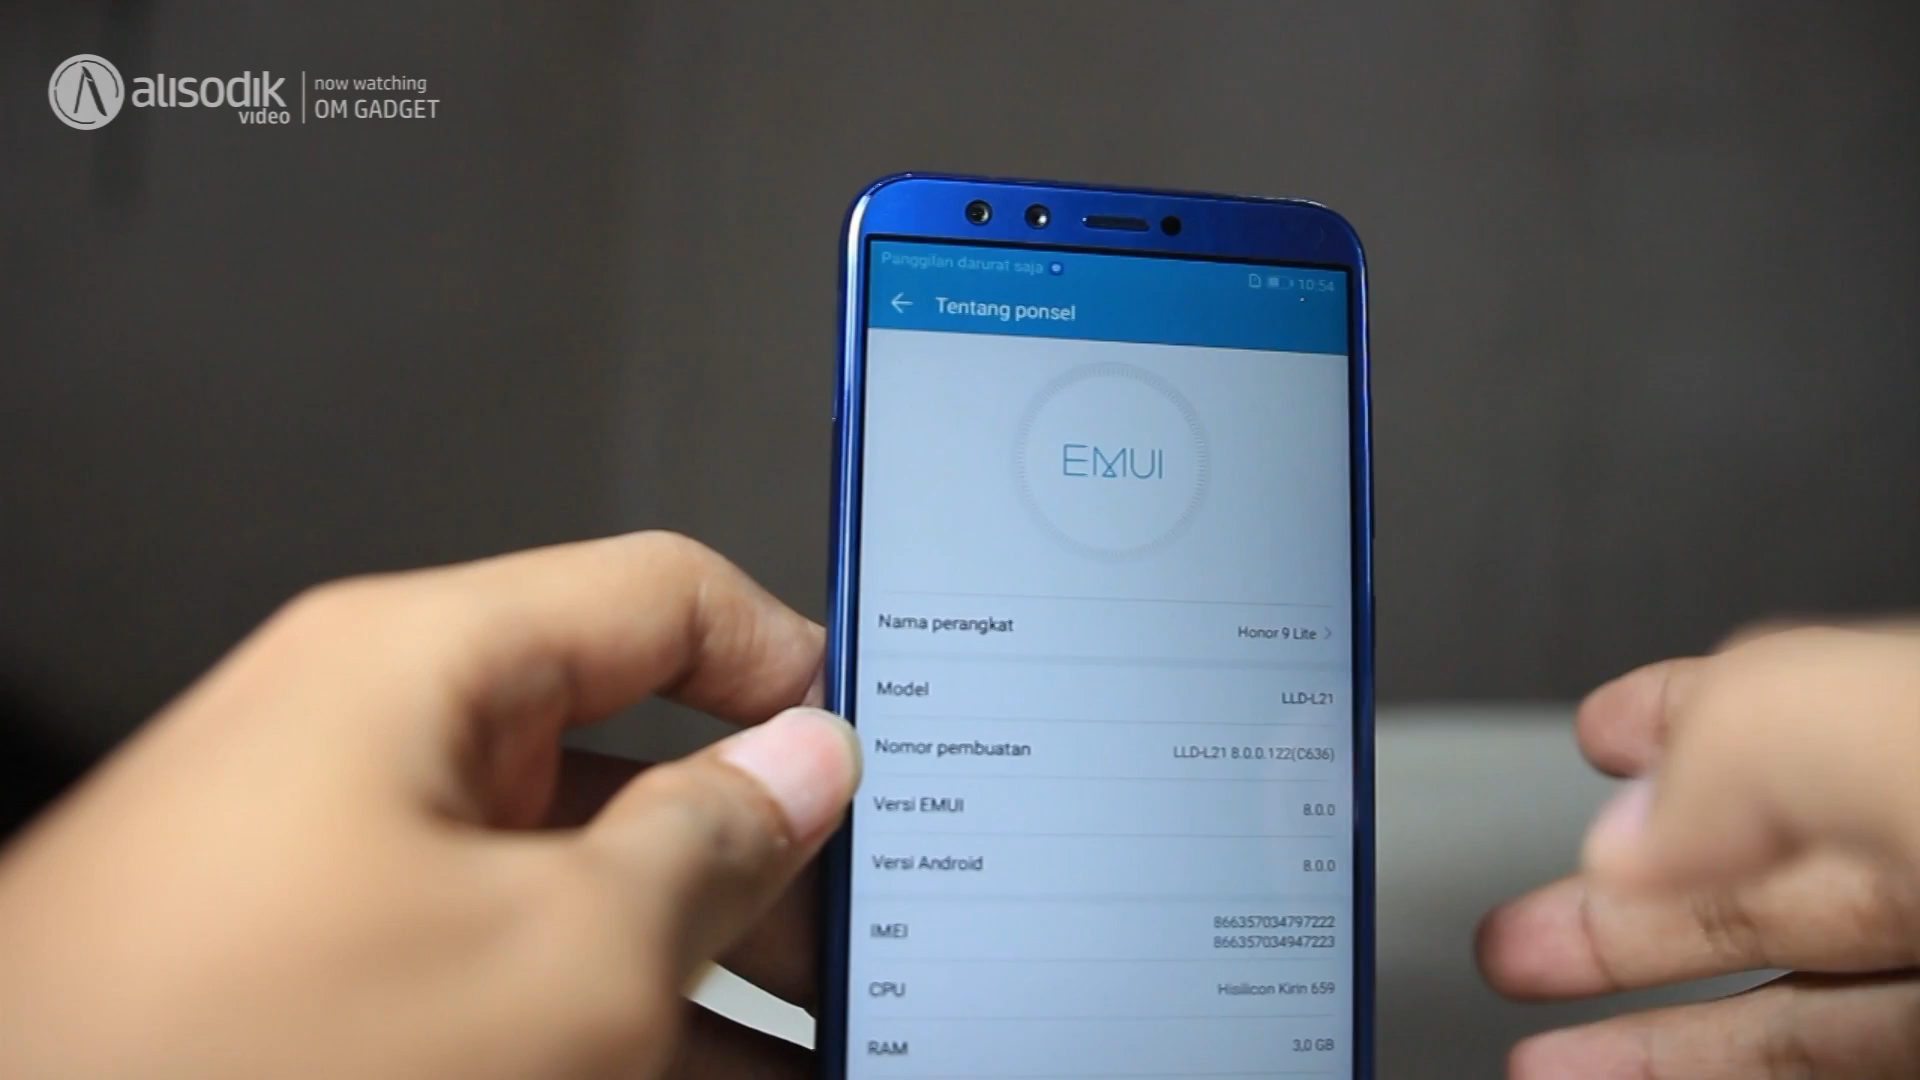 alisodik
video
now watching
OM GADGET
Panggilan darurat saja
10:54
Tentang ponsel
EMUI
Nama perangkat Honor 9 Lite
Model LLD-L21
Nomor pembuatan LLD-L21 8.0.0.122(C636)
Versi EMUI 8.0.0
Versi Android 8.0.0
IMEI 866357034797222
866357034947223
CPU Hisilicon Kirin 659
RAM 3,0 GB